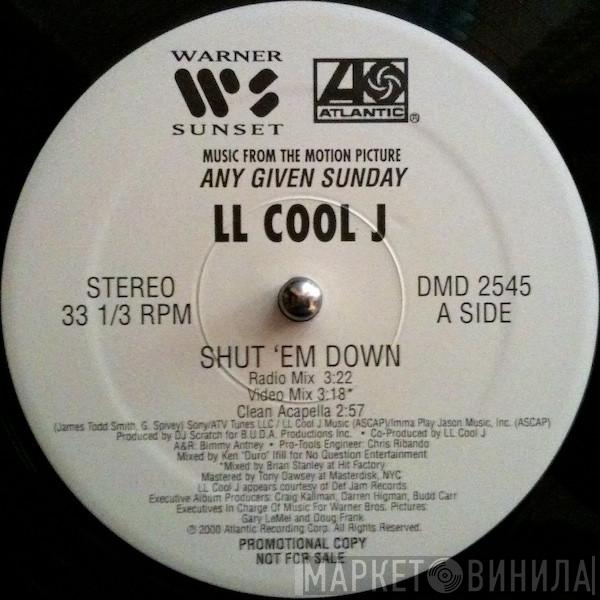 WARNER
SUNSET
ATLANTIC®
MUSIC FROM THE MOTION PICTURE
ANY GIVEN SUNDAY
LL COOL J
STEREO
33 1/3 RPM
DMD 2545
A SIDE
SHUT ‘EM DOWN
Radio Mix 3:22
Video Mix 3:18*
Clean Acapella 2:57
(James Todd Smith, G. Spivey) Sony/ATV Tunes LLC / LL Cool J Music (ASCAP)/Imma Play Jason Music, Inc. (ASCAP)
Produced by DJ Scratch for B.U.D.A. Productions Inc. • Co-Produced by LL Cool J
A&R: Bimmy Antney • Pro-Tools Engineer: Chris Ribando
Mixed by Ken "Duro" Ifill for No Question Entertainment
*Mixed by Brian Stanley at Hit Factory
Mastered by Tony Dawsey at Masterdisk, NYC
LL Cool J appears courtesy of Def Jam Records
Executive Album Producers: Craig Kallman, Darren Higman, Budd Carr
Executives In Charge Of Music For Warner Bros. Pictures:
Gary LeMel and Doug Frank
℗ 2000 Atlantic Recording Corp. All Rights Reserved.
PROMOTIONAL COPY
NOT FOR SALE
МАРКЕТ ВИНИЛА